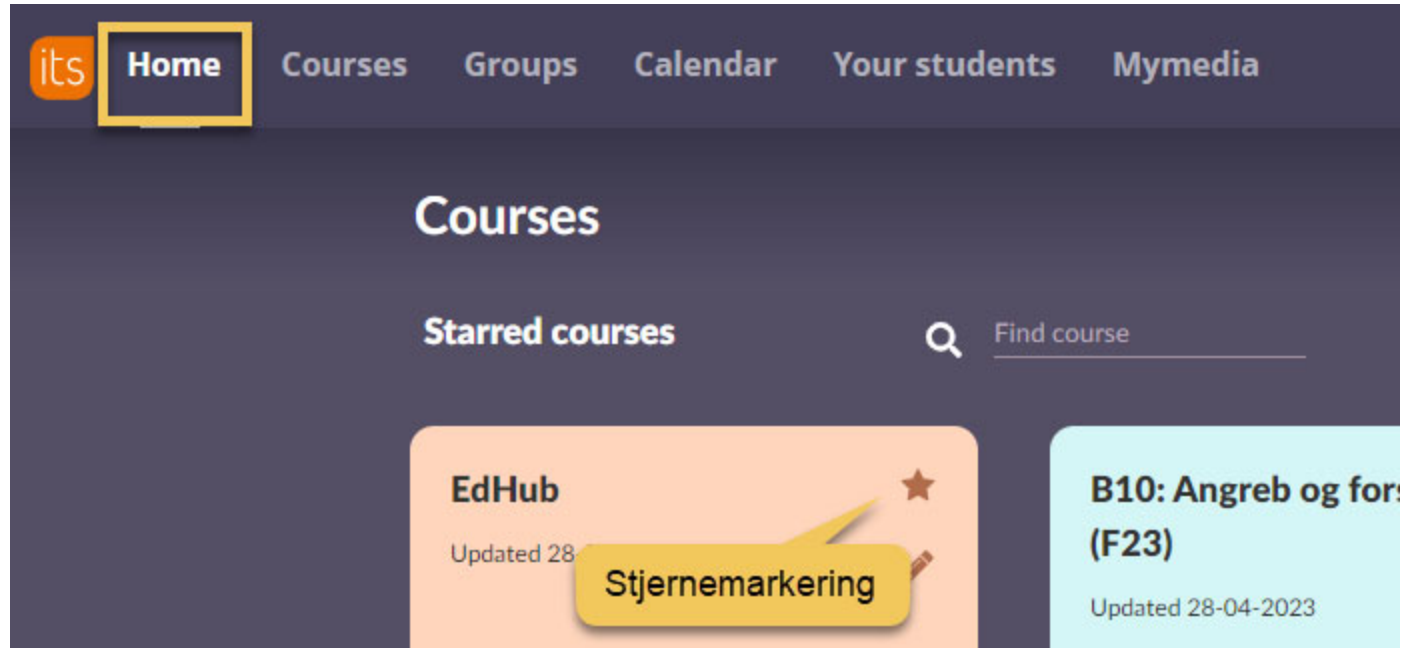 its Home Courses Groups Calendar Your students Mymedia
Courses
Starred courses Find course
EdHub
Updated 28-
Stjernemarkering
B10: Angreb og for
(F23)
Updated 28-04-2023